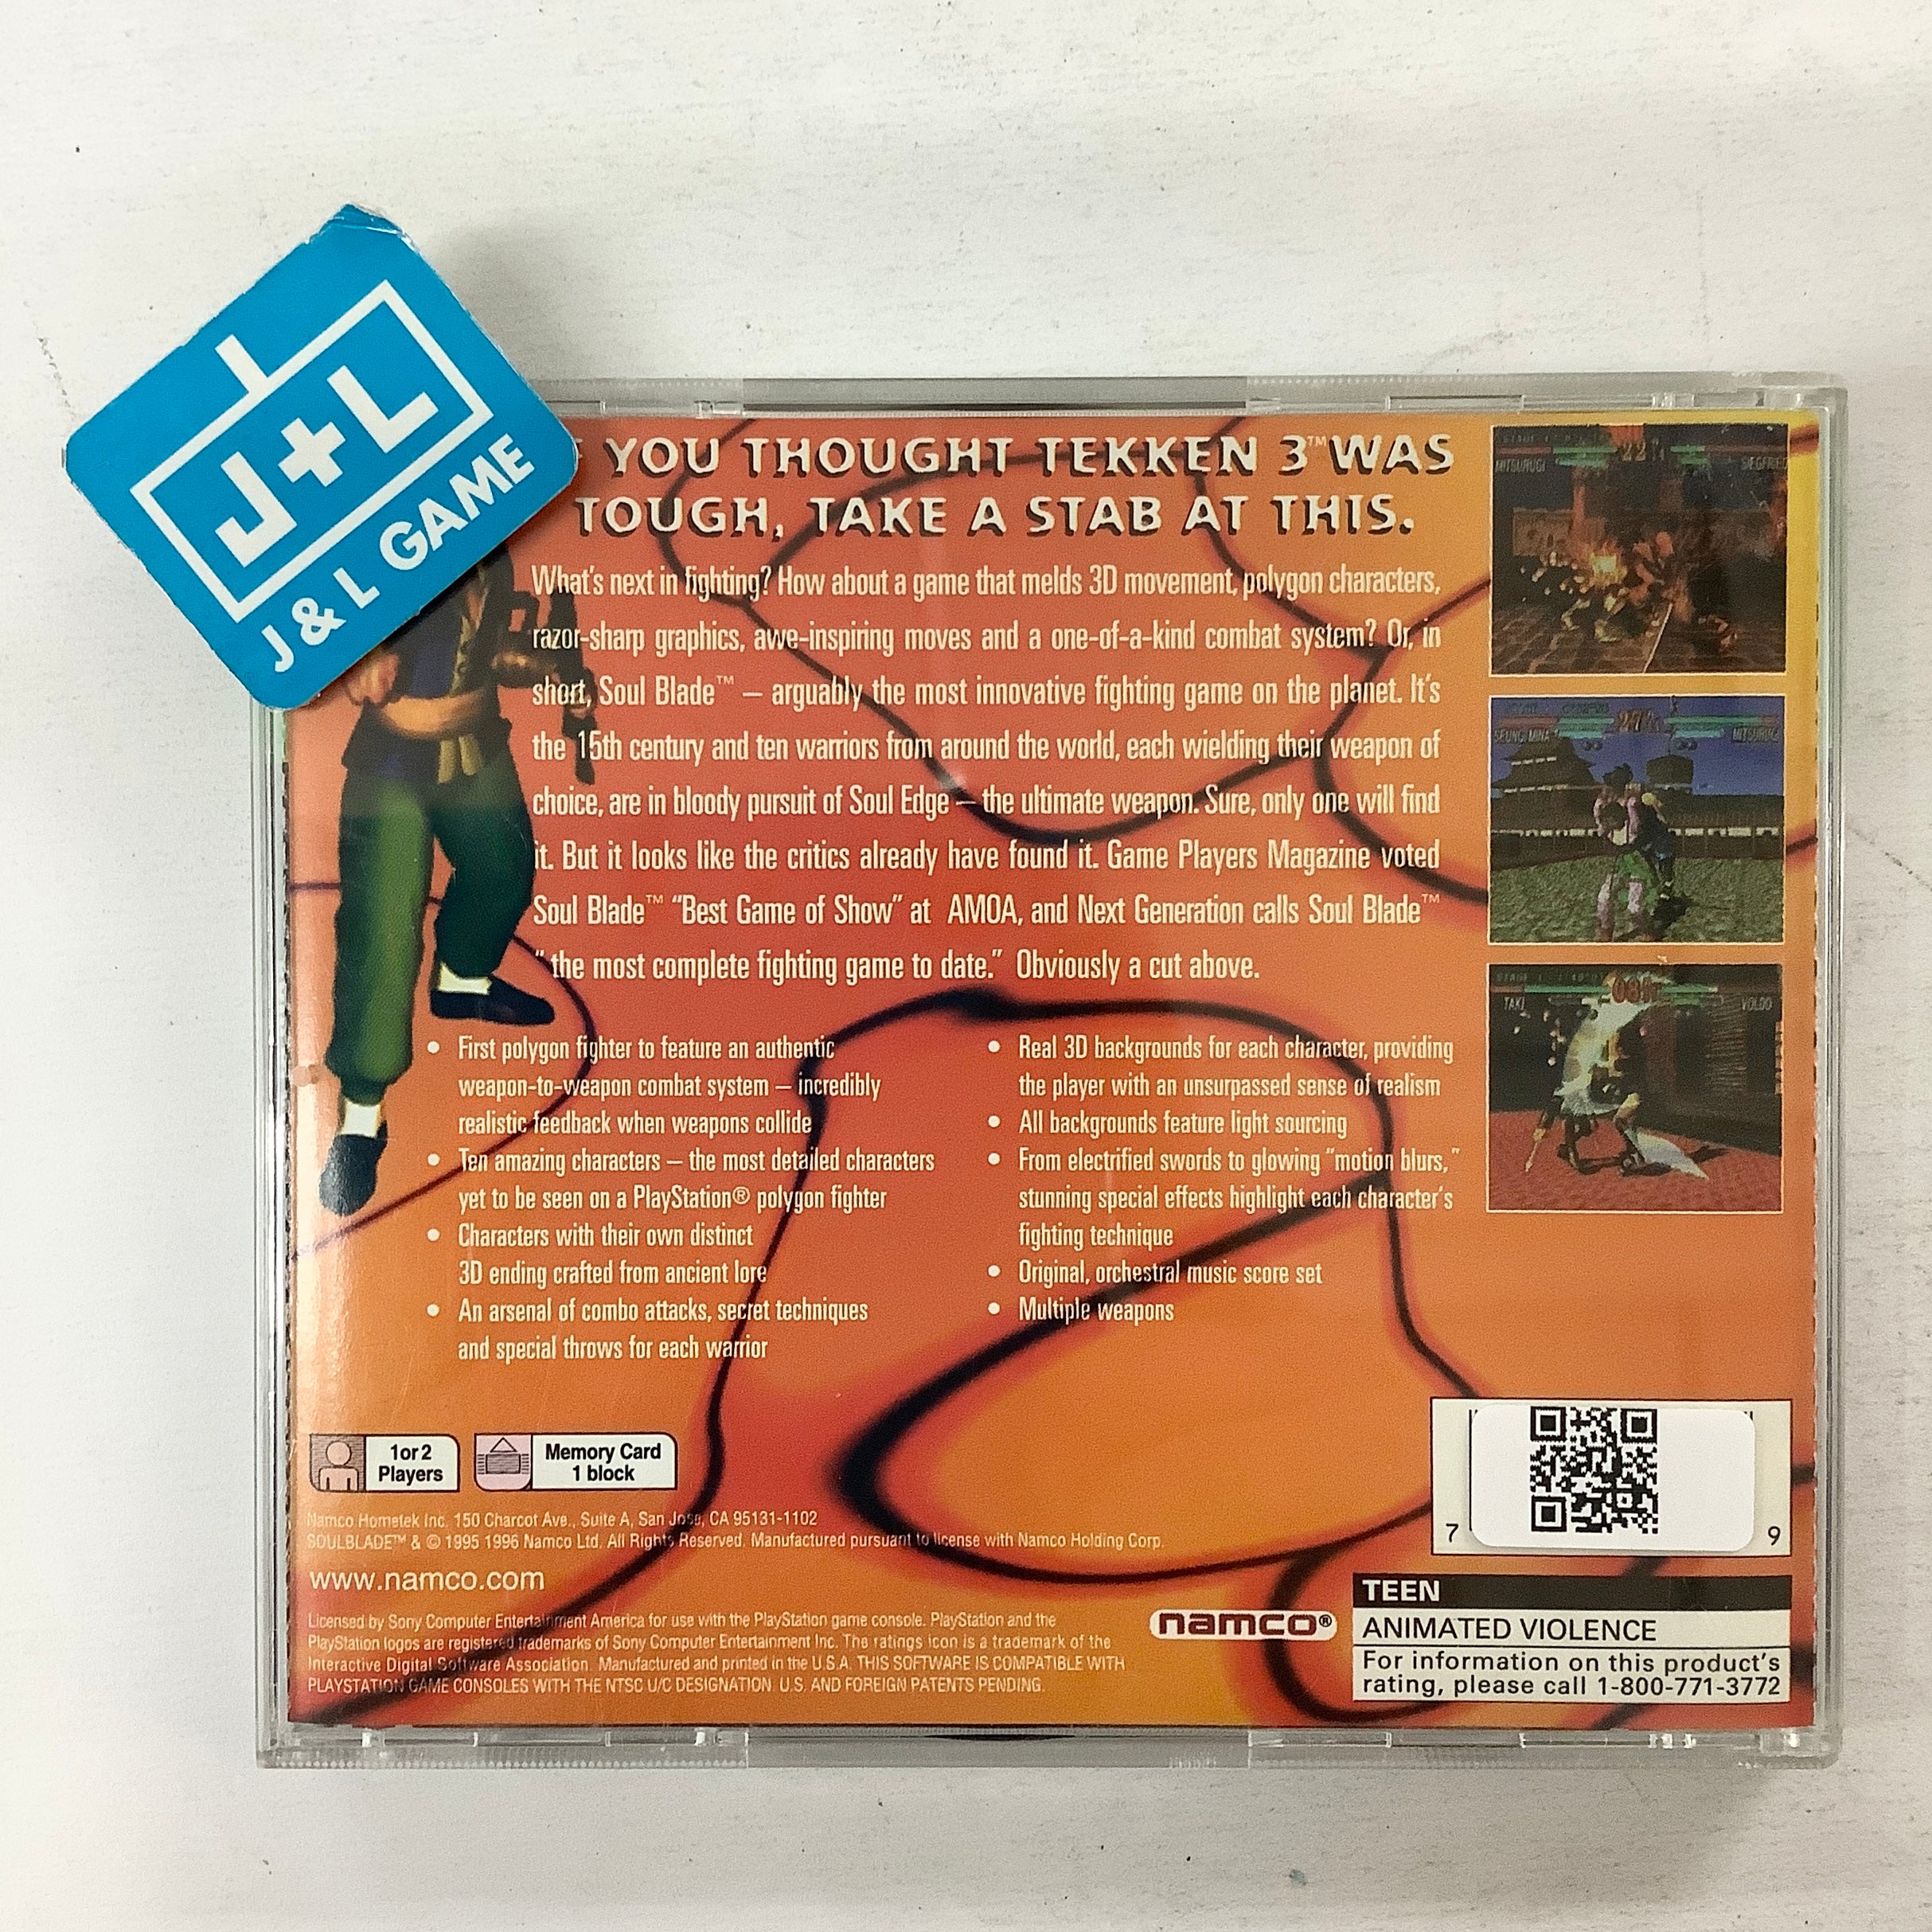 J+L
J & L GAME
YOU THOUGHT TEKKEN 3™ WAS
TOUGH, TAKE A STAB AT THIS.
What's next in fighting? How about a game that melds 3D movement, polygon characters,
razor-sharp graphics, awe-inspiring moves and a one-of-a-kind combat system? Or, in
short, Soul Blade™ – arguably the most innovative fighting game on the planet. It's
the 15th century and ten warriors from around the world, each wielding their weapon of
choice, are in bloody pursuit of Soul Edge – the ultimate weapon. Sure, only one will find
it. But it looks like the critics already have found it. Game Players Magazine voted
Soul Blade™ "Best Game of Show" at AMOA, and Next Generation calls Soul Blade™
"the most complete fighting game to date." Obviously a cut above.
• First polygon fighter to feature an authentic
weapon-to-weapon combat system – incredibly
realistic feedback when weapons collide
• Ten amazing characters – the most detailed characters
yet to be seen on a PlayStation® polygon fighter
• Characters with their own distinct
3D ending crafted from ancient lore
• An arsenal of combo attacks, secret techniques
and special throws for each warrior
• Real 3D backgrounds for each character, providing
the player with an unsurpassed sense of realism
• All backgrounds feature light sourcing
• From electrified swords to glowing "motion blurs,"
stunning special effects highlight each character's
fighting technique
• Original, orchestral music score set
• Multiple weapons
MITSURUGI SIEGFRIED
SEUNG MINA MITSURUGI
TAKI VOLDO
1 or 2
Players
Memory Card
1 block
Namco Hometek Inc. 150 Charcot Ave., Suite A, San Jose, CA 95131-1102
SOULBLADE™ & © 1995 1996 Namco Ltd. All Rights Reserved. Manufactured pursuant to license with Namco Holding Corp.
www.namco.com
Licensed by Sony Computer Entertainment America for use with the PlayStation game console. PlayStation and the
PlayStation logos are registered trademarks of Sony Computer Entertainment Inc. The ratings icon is a trademark of the
Interactive Digital Software Association. Manufactured and printed in the U.S.A. THIS SOFTWARE IS COMPATIBLE WITH
PLAYSTATION GAME CONSOLES WITH THE NTSC U/C DESIGNATION. U.S. AND FOREIGN PATENTS PENDING.
namco®
7 9
TEEN
ANIMATED VIOLENCE
For information on this product's
rating, please call 1-800-771-3772